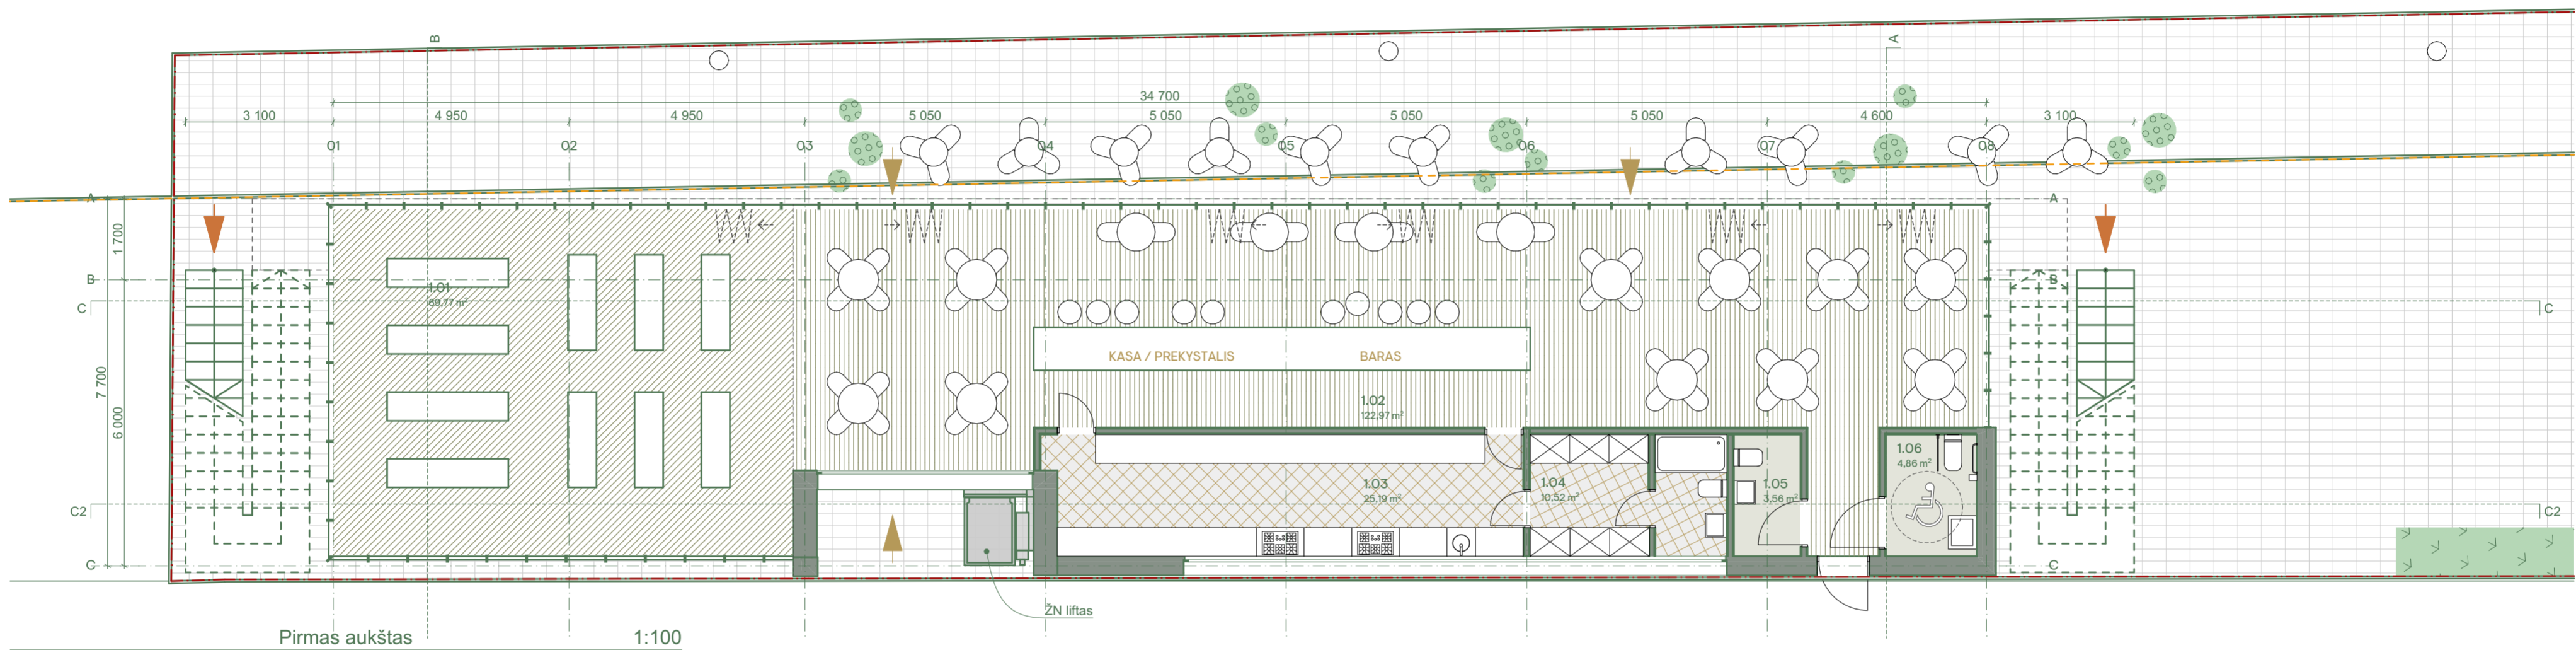 B
A
34 700
3 100
4 950
4 950
5 050
5 050
5 050
5 050
4 600
3 100
01
02
03
04
05
06
07
08
A
A
1 700
B
1.01
69,77 m²
B
C
C
KASA / PREKYSTALIS
BARAS
7 700
6 000
1.02
122,97 m²
1.03
25,19 m²
1.04
10,52 m²
1.05
3,56 m²
1.06
4,86 m²
C2
C2
C
C
ŽN liftas
Pirmas aukštas
1:100